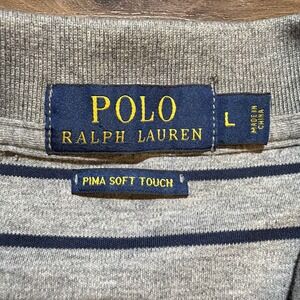 POLO
RALPH LAUREN
L
MADE IN
CHINA
PIMA SOFT TOUCH